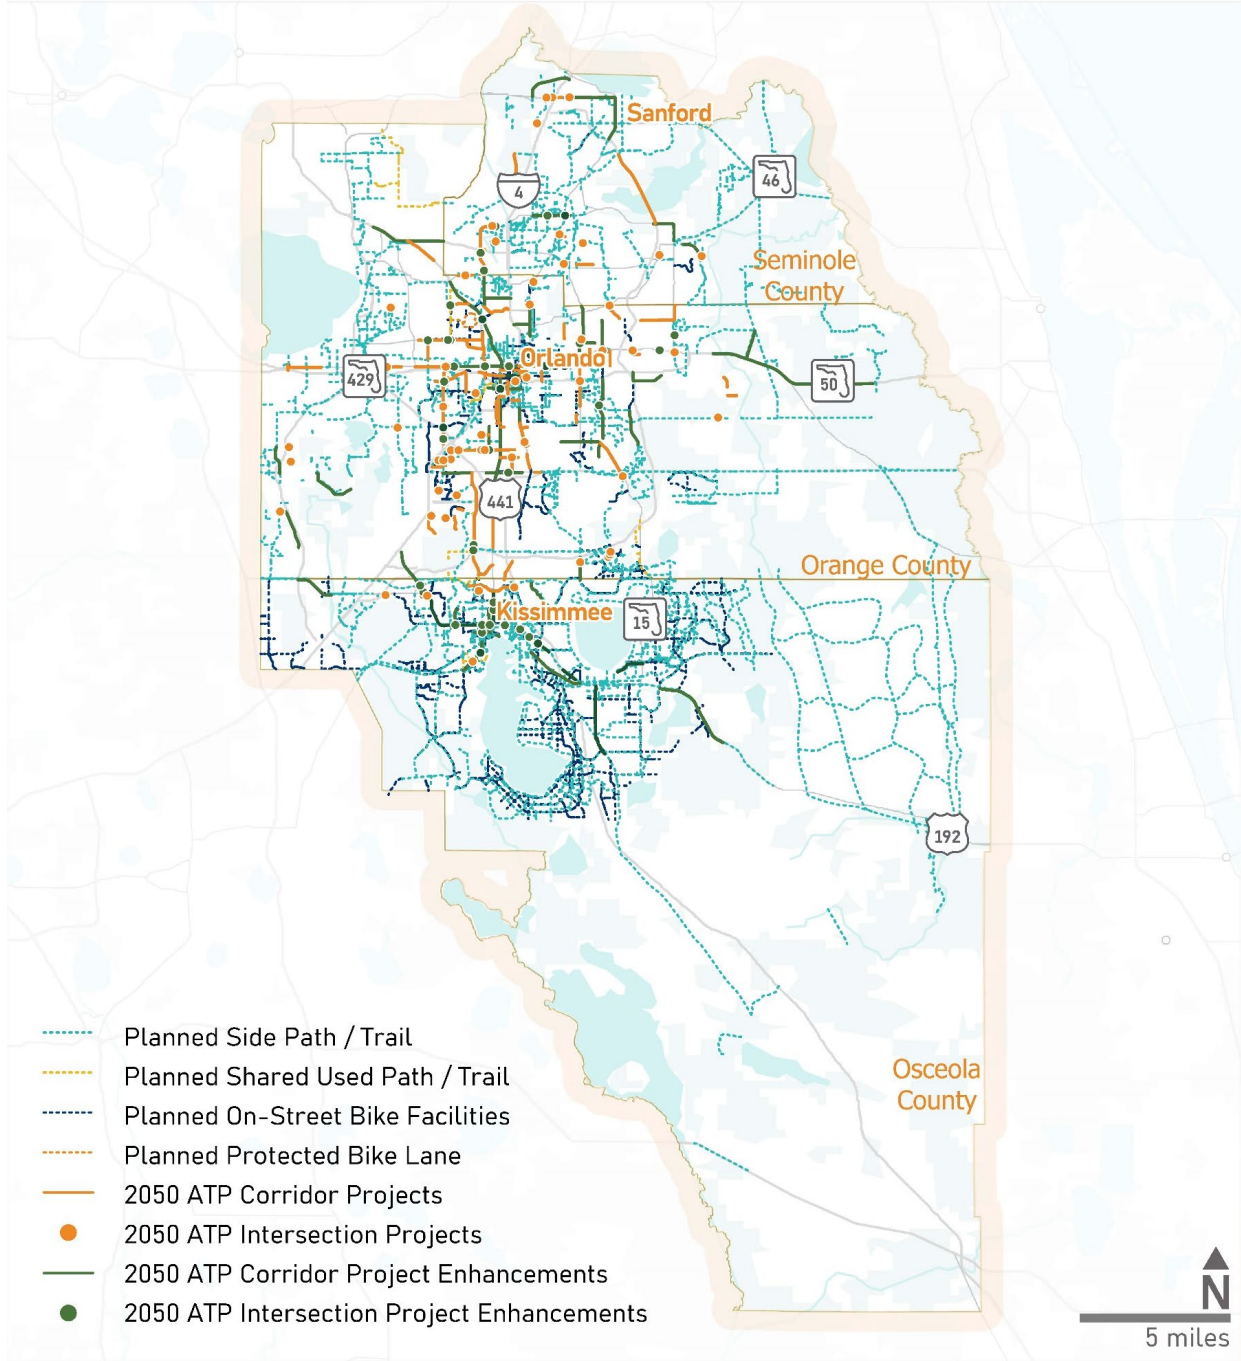 Sanford
46
4
Seminole
County
Orlando
429
50
441
Orange County
Kissimmee
15
192
Osceola
County
Planned Side Path / Trail
Planned Shared Used Path / Trail
Planned On-Street Bike Facilities
Planned Protected Bike Lane
2050 ATP Corridor Projects
2050 ATP Intersection Projects
2050 ATP Corridor Project Enhancements
2050 ATP Intersection Project Enhancements
N
5 miles